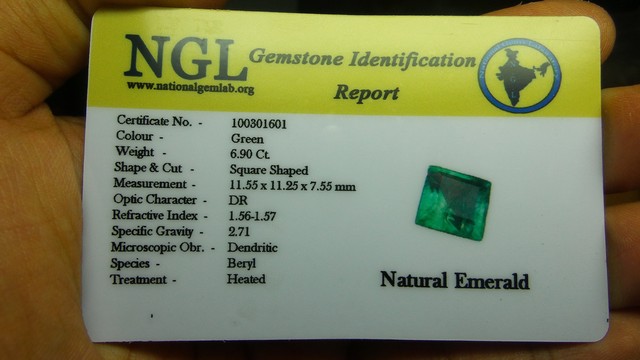 NGL Gemstone Identification
www.nationalgemlab.org
Report
Certificate No. - 100301601
Colour - Green
Weight - 6.90 Ct.
Shape & Cut - Square Shaped
Measurement - 11.55 x 11.25 x 7.55 mm
Optic Character - DR
Refractive Index - 1.56-1.57
Specific Gravity - 2.71
Microscopic Obr. - Dendritic
Species - Beryl
Treatment - Heated
Natural Emerald